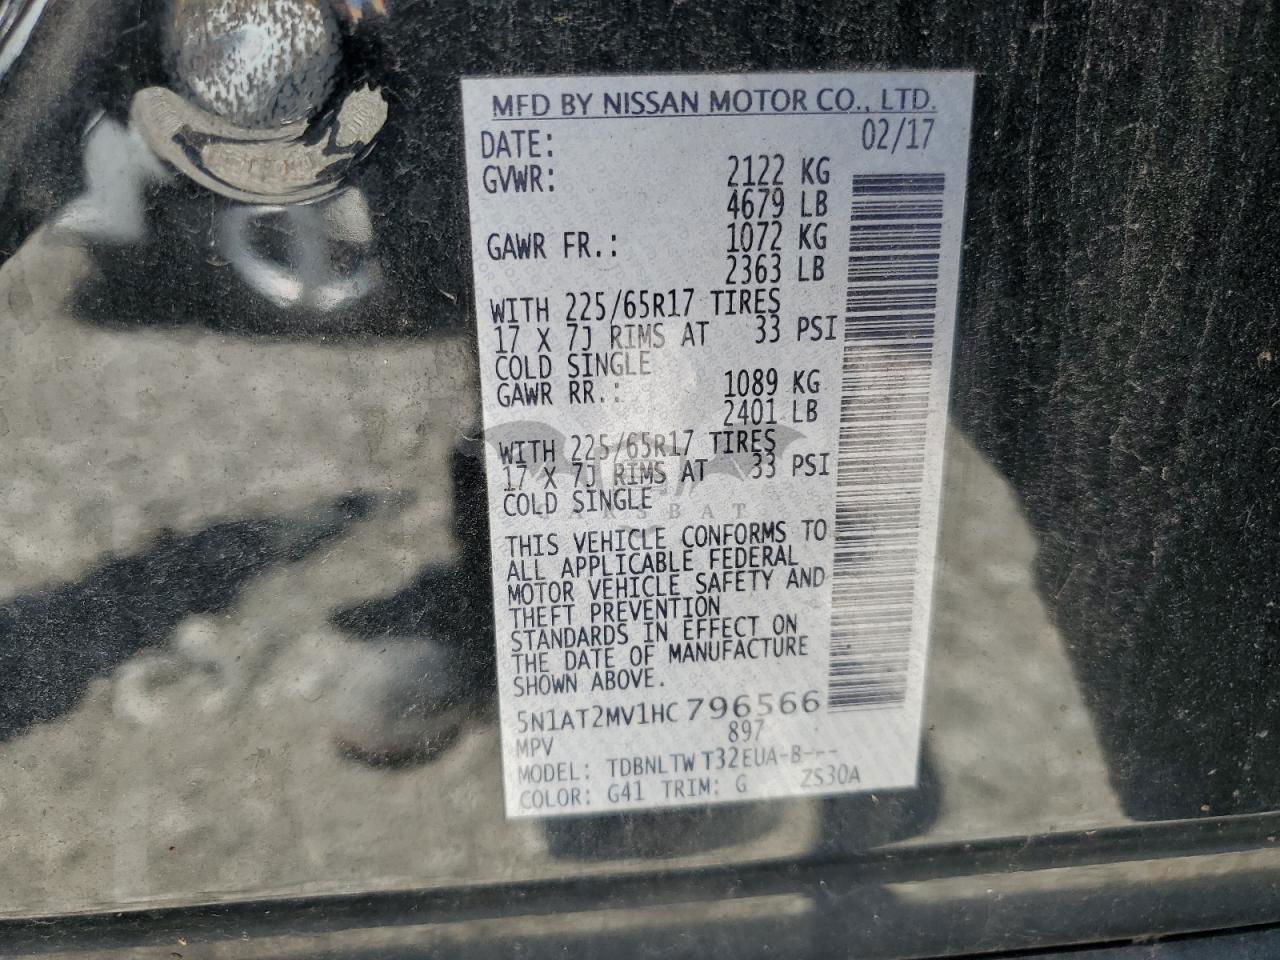 MFD BY NISSAN MOTOR CO., LTD.
DATE: 02/17
GVWR: 2122 KG
4679 LB
GAWR FR.: 1072 KG
2363 LB
WITH 225/65R17 TIRES
17 X 7J RIMS AT 33 PSI
COLD SINGLE
GAWR RR.: 1089 KG
2401 LB
WITH 225/65R17 TIRES
17 X 7J RIMS AT 33 PSI
COLD SINGLE
THIS VEHICLE CONFORMS TO
ALL APPLICABLE FEDERAL
MOTOR VEHICLE SAFETY AND
THEFT PREVENTION
STANDARDS IN EFFECT ON
THE DATE OF MANUFACTURE
SHOWN ABOVE.
5N1AT2MV1HC796566
MPV 897
MODEL: TDBNLTW T32EUA-B---
COLOR: G41 TRIM: G ZS30A